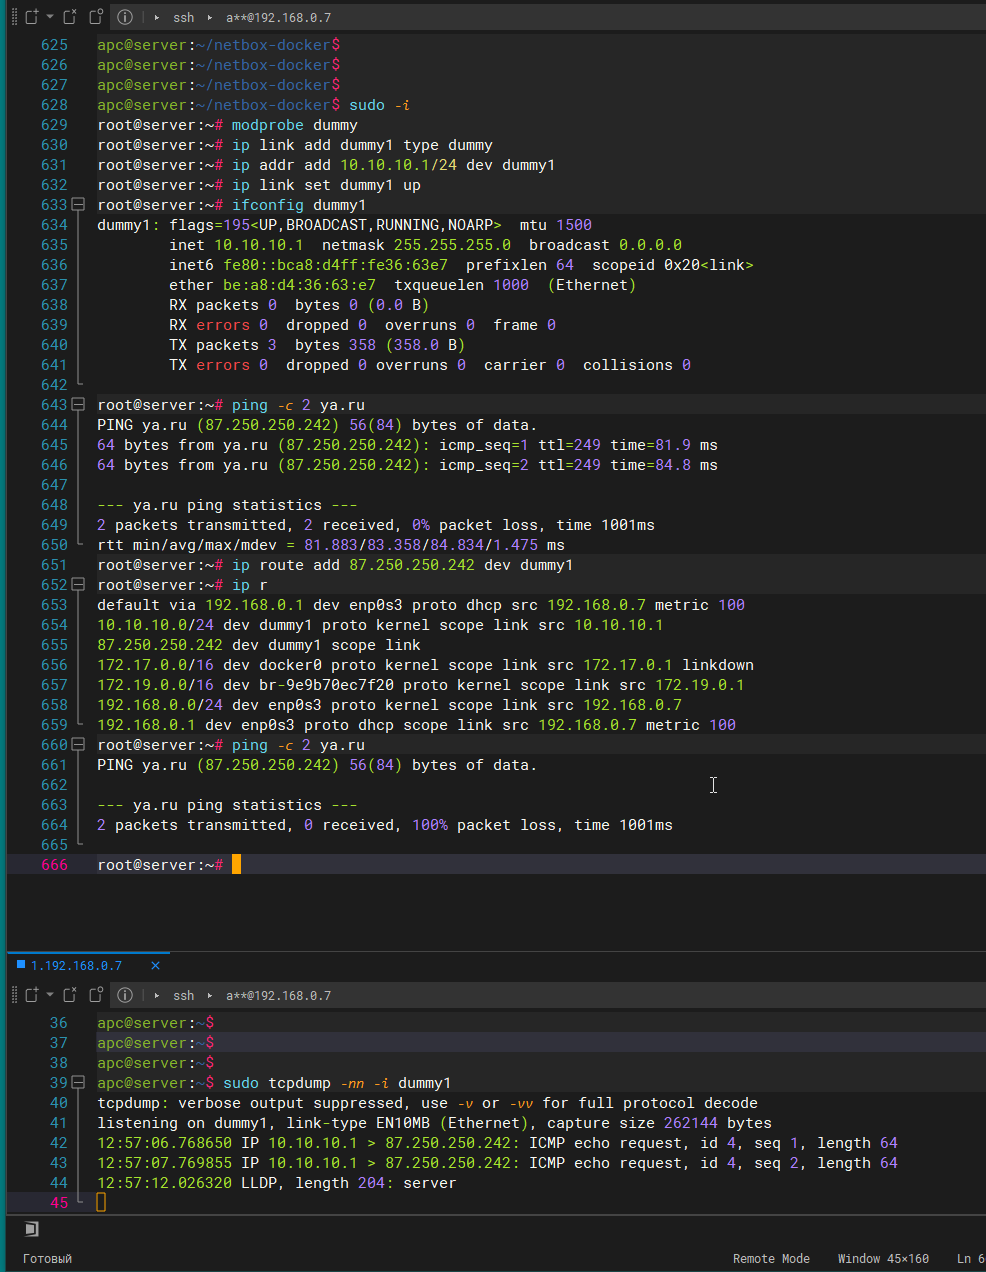 ssh a**@192.168.0.7
625 apc@server:~/netbox-docker$
626 apc@server:~/netbox-docker$
627 apc@server:~/netbox-docker$
628 apc@server:~/netbox-docker$ sudo -i
629 root@server:~# modprobe dummy
630 root@server:~# ip link add dummy1 type dummy
631 root@server:~# ip addr add 10.10.10.1/24 dev dummy1
632 root@server:~# ip link set dummy1 up
633 root@server:~# ifconfig dummy1
634 dummy1: flags=195<UP,BROADCAST,RUNNING,NOARP>  mtu 1500
635         inet 10.10.10.1  netmask 255.255.255.0  broadcast 0.0.0.0
636         inet6 fe80::bca8:d4ff:fe36:63e7  prefixlen 64  scopeid 0x20<link>
637         ether be:a8:d4:36:63:e7  txqueuelen 1000  (Ethernet)
638         RX packets 0  bytes 0 (0.0 B)
639         RX errors 0  dropped 0  overruns 0  frame 0
640         TX packets 3  bytes 358 (358.0 B)
641         TX errors 0  dropped 0 overruns 0  carrier 0  collisions 0
642
643 root@server:~# ping -c 2 ya.ru
644 PING ya.ru (87.250.250.242) 56(84) bytes of data.
645 64 bytes from ya.ru (87.250.250.242): icmp_seq=1 ttl=249 time=81.9 ms
646 64 bytes from ya.ru (87.250.250.242): icmp_seq=2 ttl=249 time=84.8 ms
647
648 --- ya.ru ping statistics ---
649 2 packets transmitted, 2 received, 0% packet loss, time 1001ms
650 rtt min/avg/max/mdev = 81.883/83.358/84.834/1.475 ms
651 root@server:~# ip route add 87.250.250.242 dev dummy1
652 root@server:~# ip r
653 default via 192.168.0.1 dev enp0s3 proto dhcp src 192.168.0.7 metric 100
654 10.10.10.0/24 dev dummy1 proto kernel scope link src 10.10.10.1
655 87.250.250.242 dev dummy1 scope link
656 172.17.0.0/16 dev docker0 proto kernel scope link src 172.17.0.1 linkdown
657 172.19.0.0/16 dev br-9e9b70ec7f20 proto kernel scope link src 172.19.0.1
658 192.168.0.0/24 dev enp0s3 proto kernel scope link src 192.168.0.7
659 192.168.0.1 dev enp0s3 proto dhcp scope link src 192.168.0.7 metric 100
660 root@server:~# ping -c 2 ya.ru
661 PING ya.ru (87.250.250.242) 56(84) bytes of data.
662
663 --- ya.ru ping statistics ---
664 2 packets transmitted, 0 received, 100% packet loss, time 1001ms
665
666 root@server:~#
1.192.168.0.7
ssh a**@192.168.0.7
36 apc@server:~$
37 apc@server:~$
38 apc@server:~$
39 apc@server:~$ sudo tcpdump -nn -i dummy1
40 tcpdump: verbose output suppressed, use -v or -vv for full protocol decode
41 listening on dummy1, link-type EN10MB (Ethernet), capture size 262144 bytes
42 12:57:06.768650 IP 10.10.10.1 > 87.250.250.242: ICMP echo request, id 4, seq 1, length 64
43 12:57:07.769855 IP 10.10.10.1 > 87.250.250.242: ICMP echo request, id 4, seq 2, length 64
44 12:57:12.026320 LLDP, length 204: server
45
Готовый Remote Mode Window 45×160 Ln 6